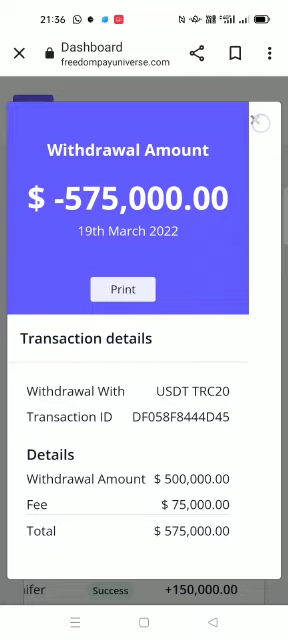 21:36
Dashboard
freedompayuniverse.com
Withdrawal Amount
$ -575,000.00
19th March 2022
Print
Transaction details
Withdrawal With USDT TRC20
Transaction ID DF058F8444D45
Details
Withdrawal Amount $ 500,000.00
Fee $ 75,000.00
Total $ 575,000.00
ifer Success +150,000.00